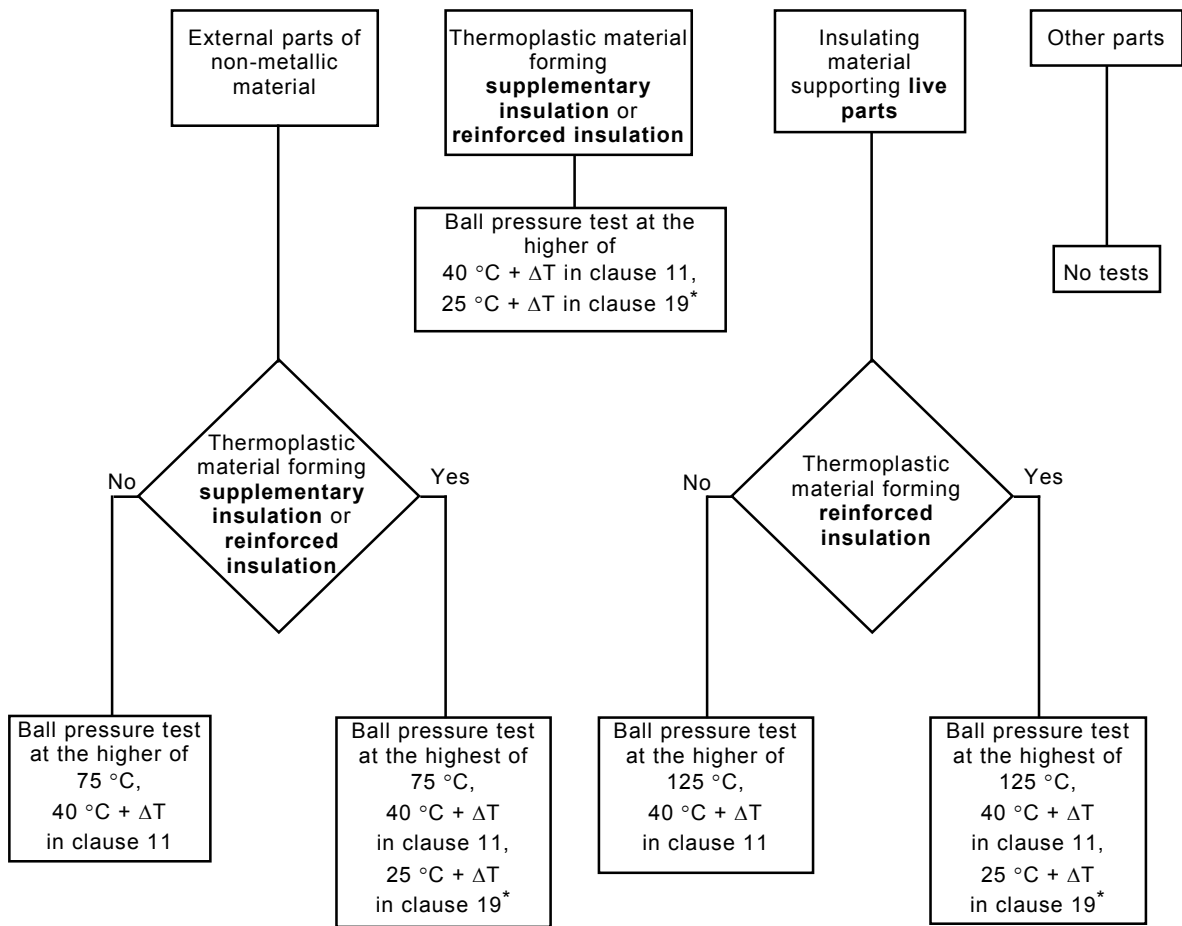 External parts of
non-metallic
material
Thermoplastic material
forming
supplementary
insulation or
reinforced insulation
Insulating
material
supporting live
parts
Other parts
Ball pressure test at the
higher of
40 °C + ΔT in clause 11,
25 °C + ΔT in clause 19*
No tests
Thermoplastic
material forming
supplementary
insulation or
reinforced
insulation
No
Yes
Thermoplastic
material forming
reinforced
insulation
No
Yes
Ball pressure test
at the higher of
75 °C,
40 °C + ΔT
in clause 11
Ball pressure test
at the highest of
75 °C,
40 °C + ΔT
in clause 11,
25 °C + ΔT
in clause 19*
Ball pressure test
at the higher of
125 °C,
40 °C + ΔT
in clause 11
Ball pressure test
at the highest of
125 °C,
40 °C + ΔT
in clause 11,
25 °C + ΔT
in clause 19*